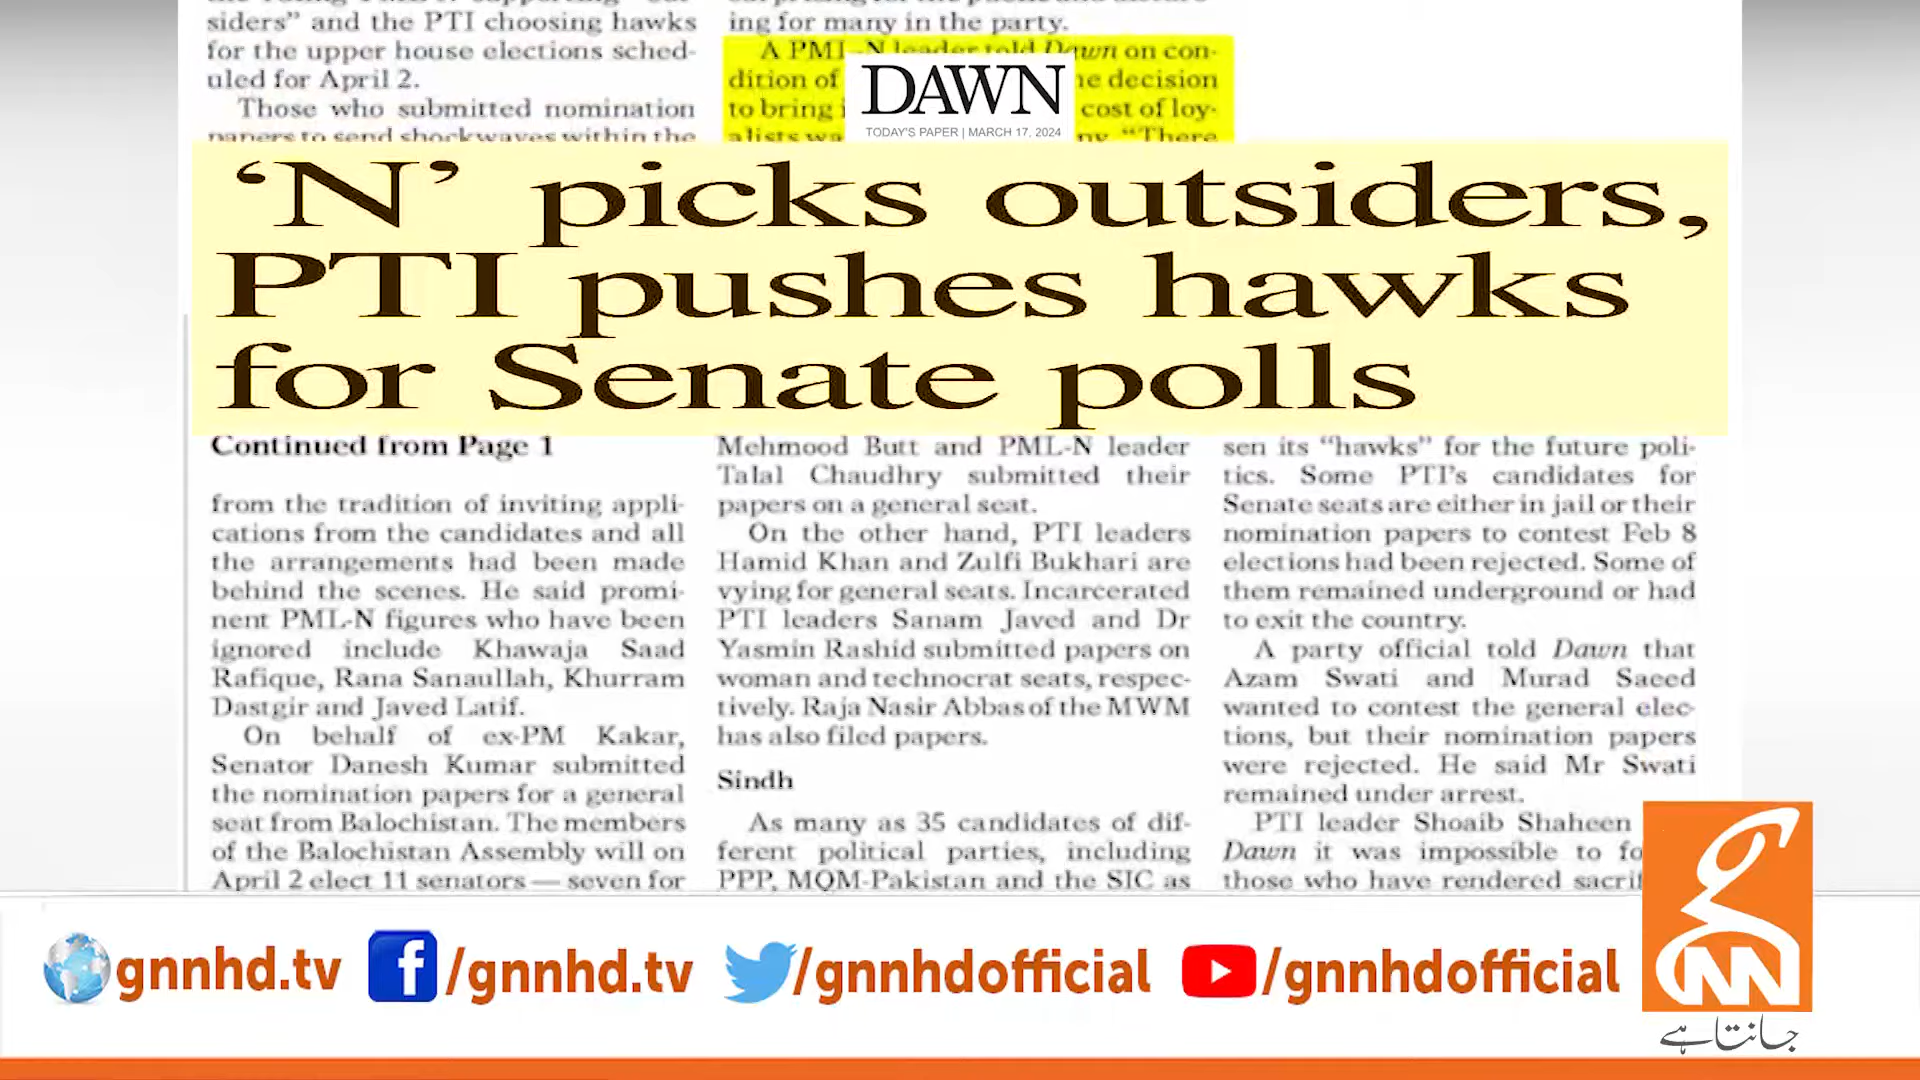 siders” and the PTI choosing hawks
for the upper house elections sched-
uled for April 2.
Those who submitted nomination
papers to send shockwaves within the
ing for many in the party.
A PML-N leader told Dawn on con-
dition of
he decision
to bring
cost of loy-
alists wa
ny. “There
DAWN
TODAY'S PAPER | MARCH 17, 2024
‘N’ picks outsiders,
PTI pushes hawks
for Senate polls
Continued from Page 1
from the tradition of inviting appli-
cations from the candidates and all
the arrangements had been made
behind the scenes. He said promi-
nent PML-N figures who have been
ignored include Khawaja Saad
Rafique, Rana Sanaullah, Khurram
Dastgir and Javed Latif.
On behalf of ex-PM Kakar,
Senator Danesh Kumar submitted
the nomination papers for a general
seat from Balochistan. The members
of the Balochistan Assembly will on
April 2 elect 11 senators — seven for
Mehmood Butt and PML-N leader
Talal Chaudhry submitted their
papers on a general seat.
On the other hand, PTI leaders
Hamid Khan and Zulfi Bukhari are
vying for general seats. Incarcerated
PTI leaders Sanam Javed and Dr
Yasmin Rashid submitted papers on
woman and technocrat seats, respec-
tively. Raja Nasir Abbas of the MWM
has also filed papers.
Sindh
As many as 35 candidates of dif-
ferent political parties, including
PPP, MQM-Pakistan and the SIC as
sen its “hawks” for the future poli-
tics. Some PTI’s candidates for
Senate seats are either in jail or their
nomination papers to contest Feb 8
elections had been rejected. Some of
them remained underground or had
to exit the country.
A party official told Dawn that
Azam Swati and Murad Saeed
wanted to contest the general elec-
tions, but their nomination papers
were rejected. He said Mr Swati
remained under arrest.
PTI leader Shoaib Shaheen
Dawn it was impossible to fo
those who have rendered sacrif
gnnhd.tv
/gnnhd.tv
/gnnhdofficial
/gnnhdofficial
GNN
جانتا ہے